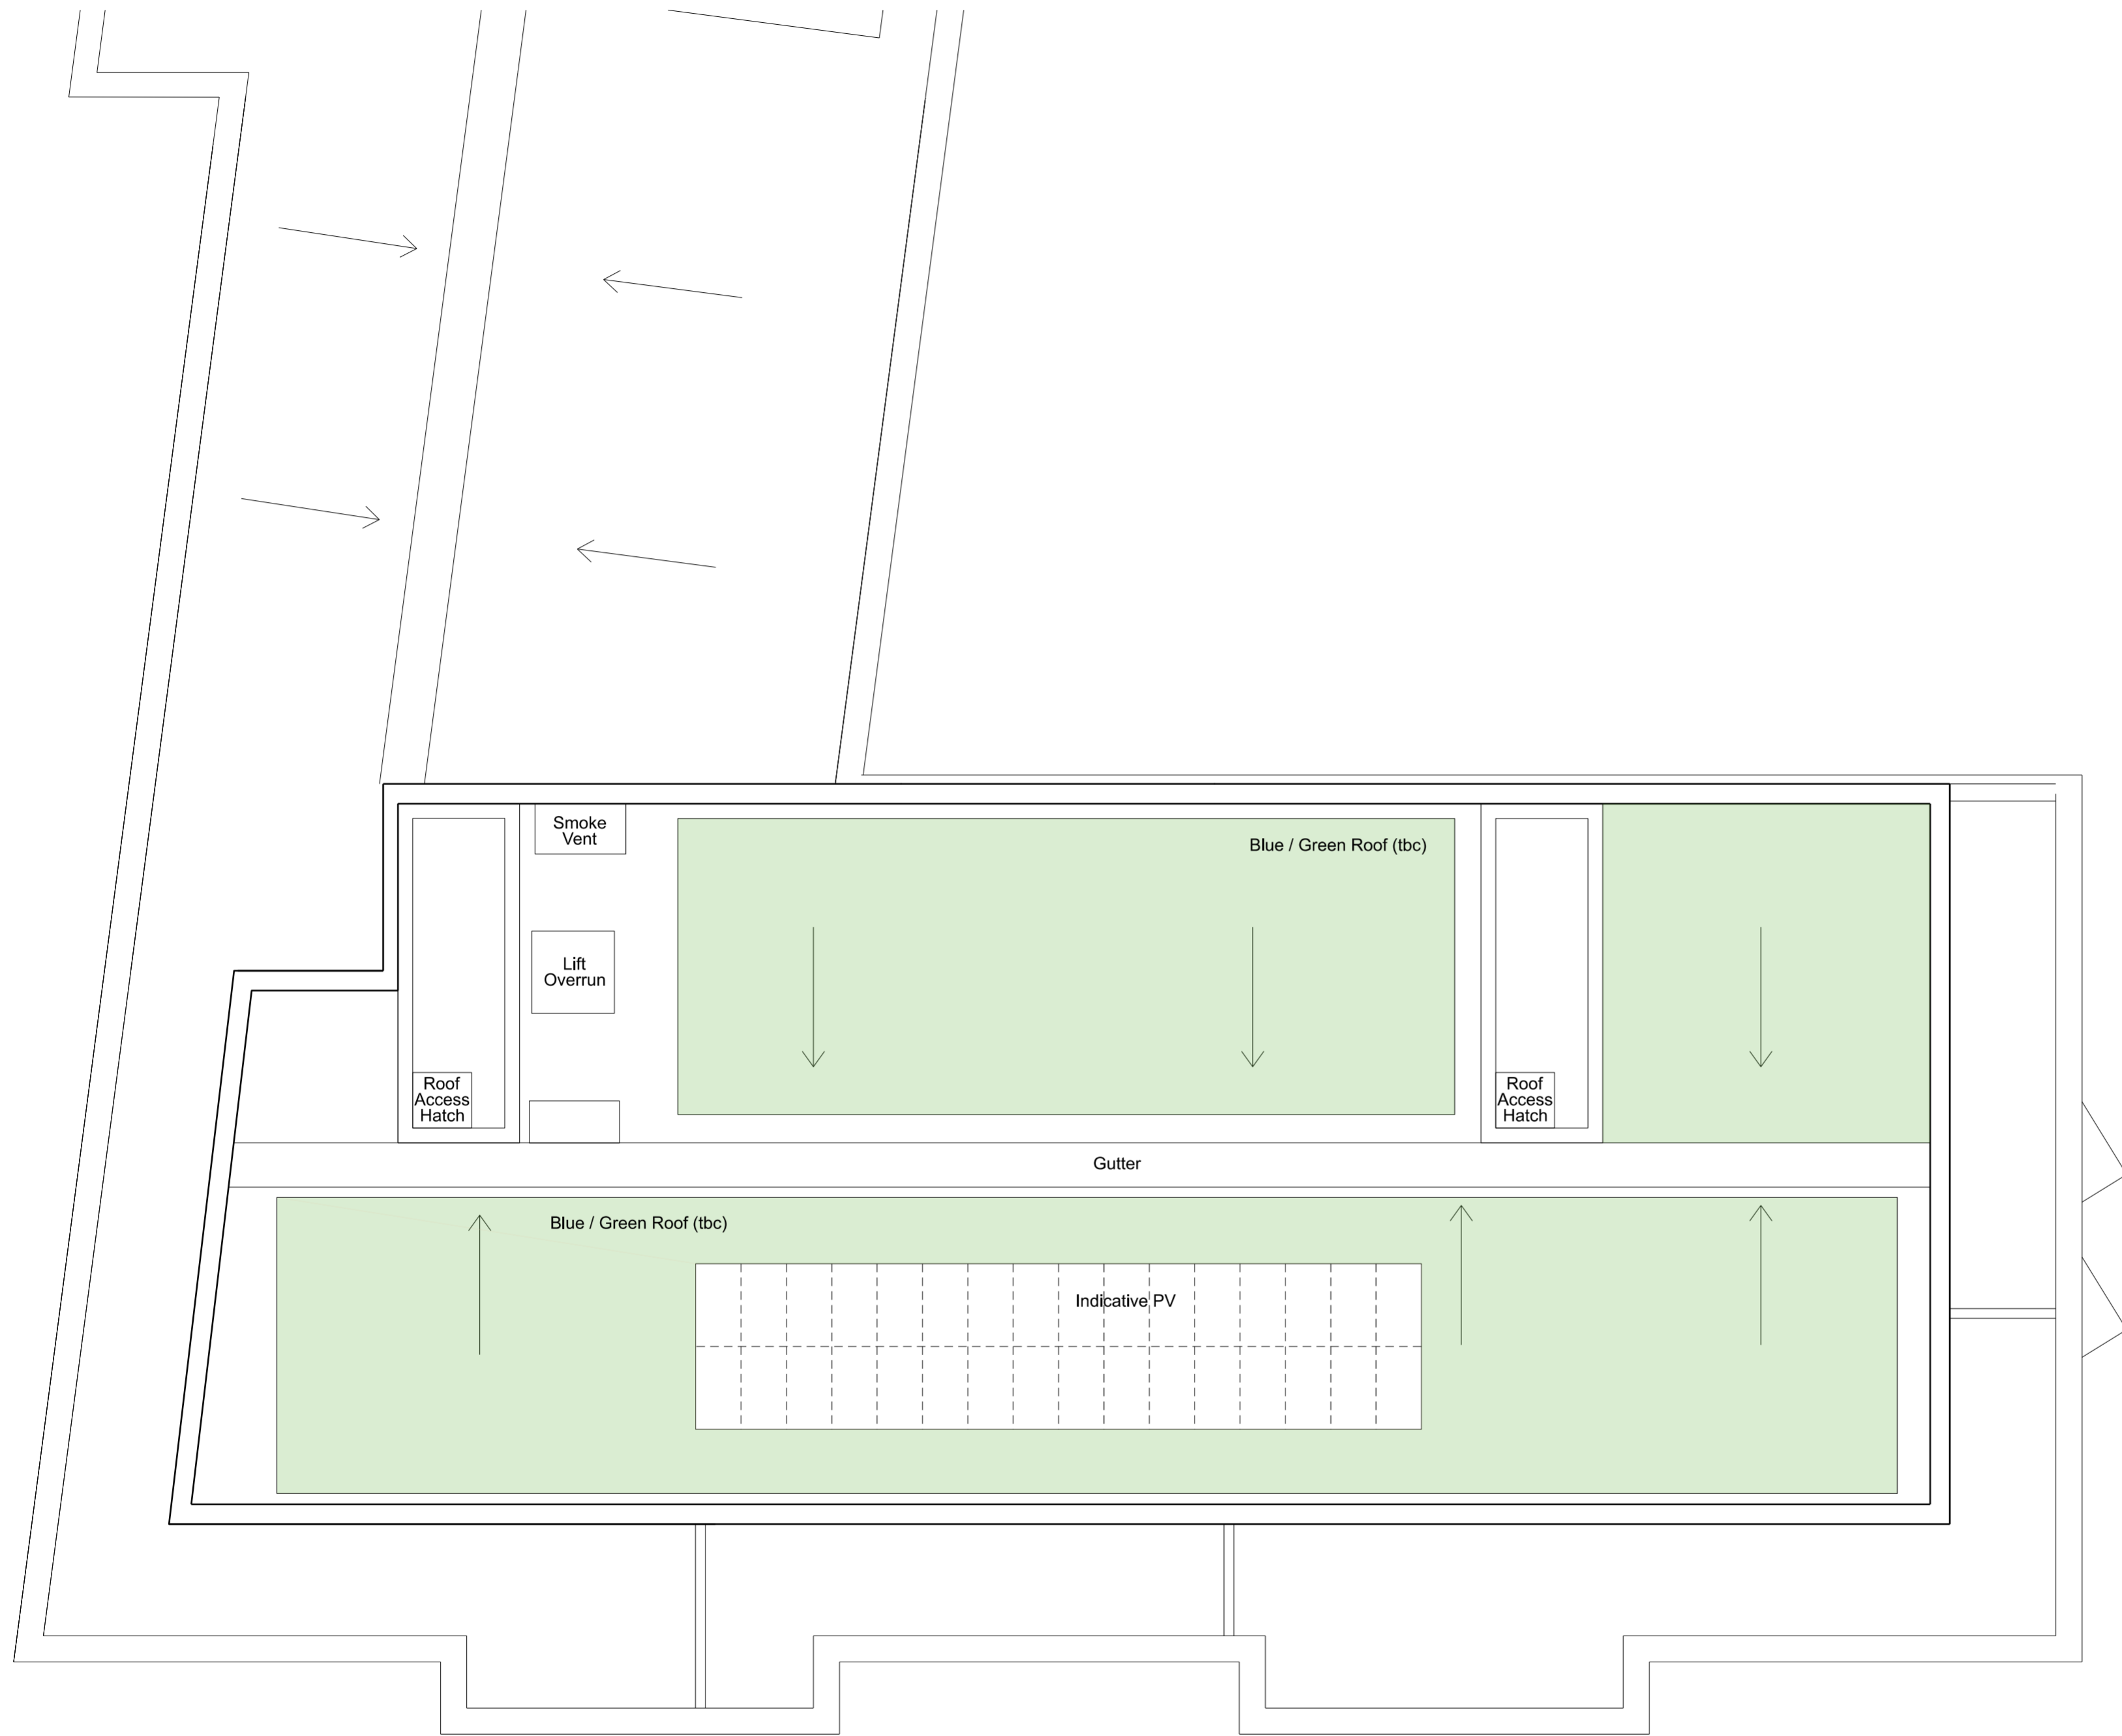 Smoke
Vent
Blue / Green Roof (tbc)
Lift
Overrun
Roof
Access
Hatch
Roof
Access
Hatch
Gutter
Blue / Green Roof (tbc)
Indicative PV